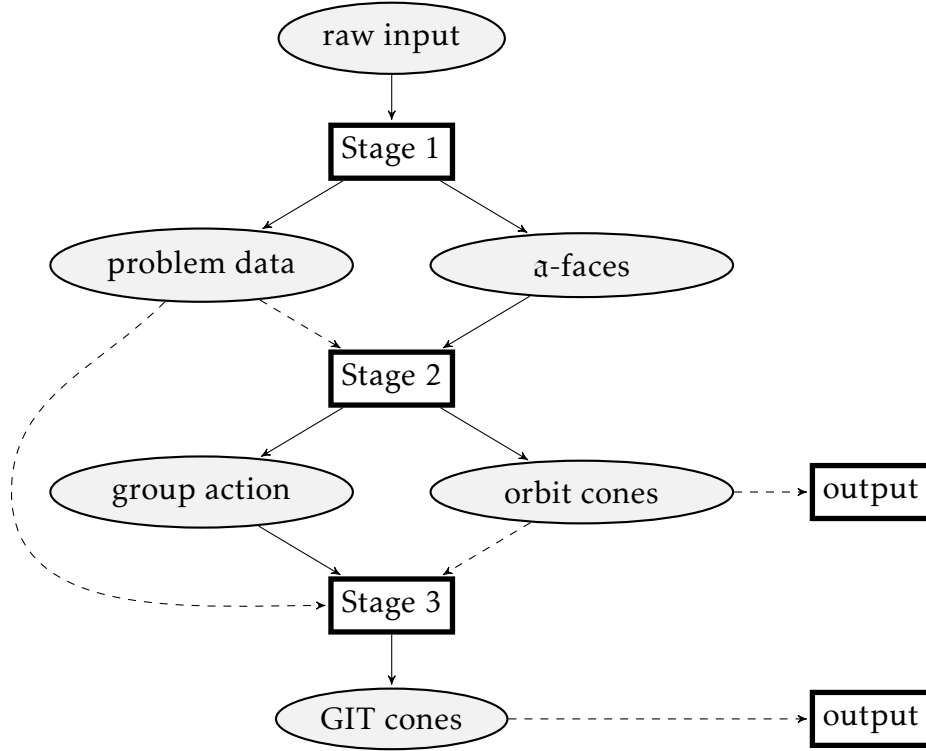 raw input
Stage 1
problem data
𝔞-faces
Stage 2
group action
orbit cones
output
Stage 3
GIT cones
output